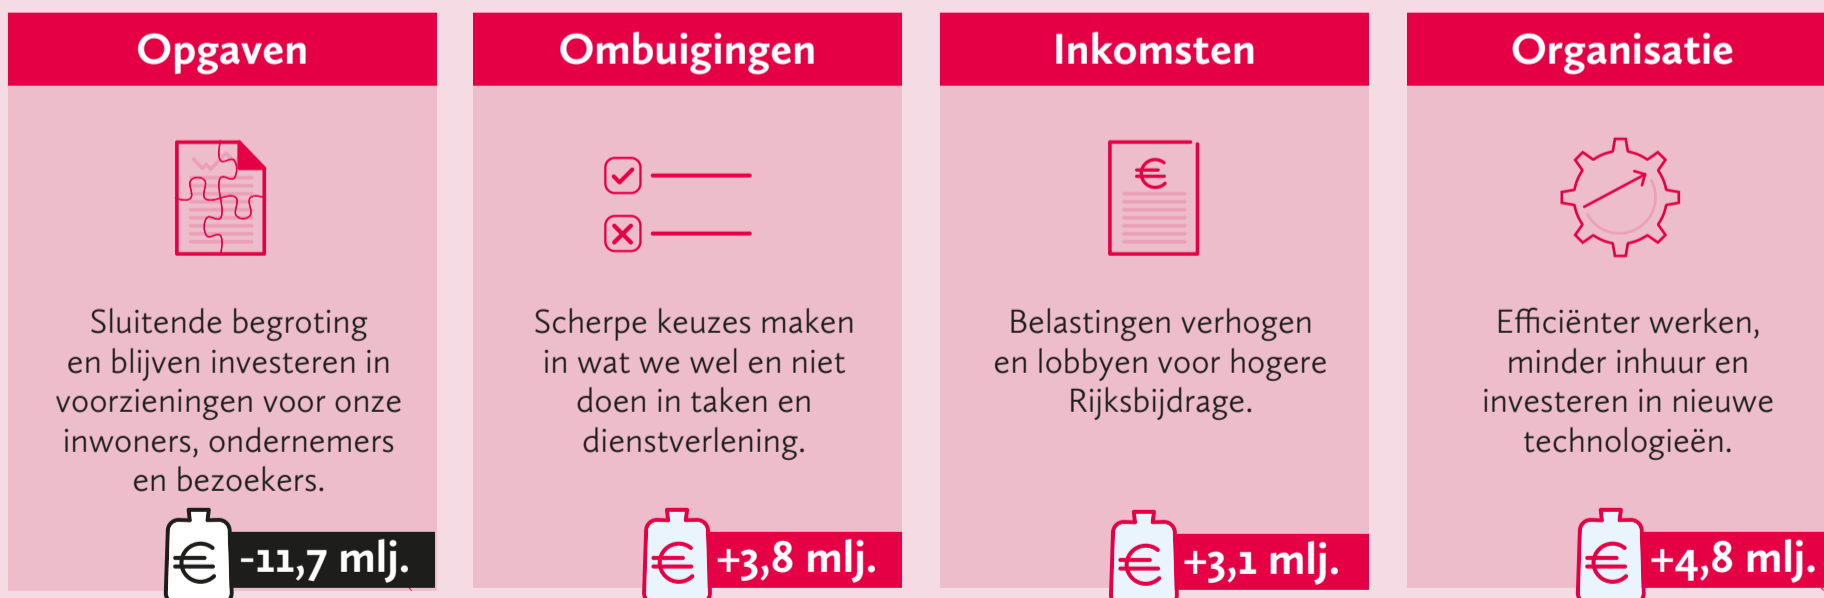 Opgaven
Sluitende begroting
en blijven investeren in
voorzieningen voor onze
inwoners, ondernemers
en bezoekers.
€ -11,7 mlj.
Ombuigingen
Scherpe keuzes maken
in wat we wel en niet
doen in taken en
dienstverlening.
€ +3,8 mlj.
Inkomsten
€
Belastingen verhogen
en lobbyen voor hogere
Rijksbijdrage.
€ +3,1 mlj.
Organisatie
Efficiënter werken,
minder inhuur en
investeren in nieuwe
technologieën.
€ +4,8 mlj.